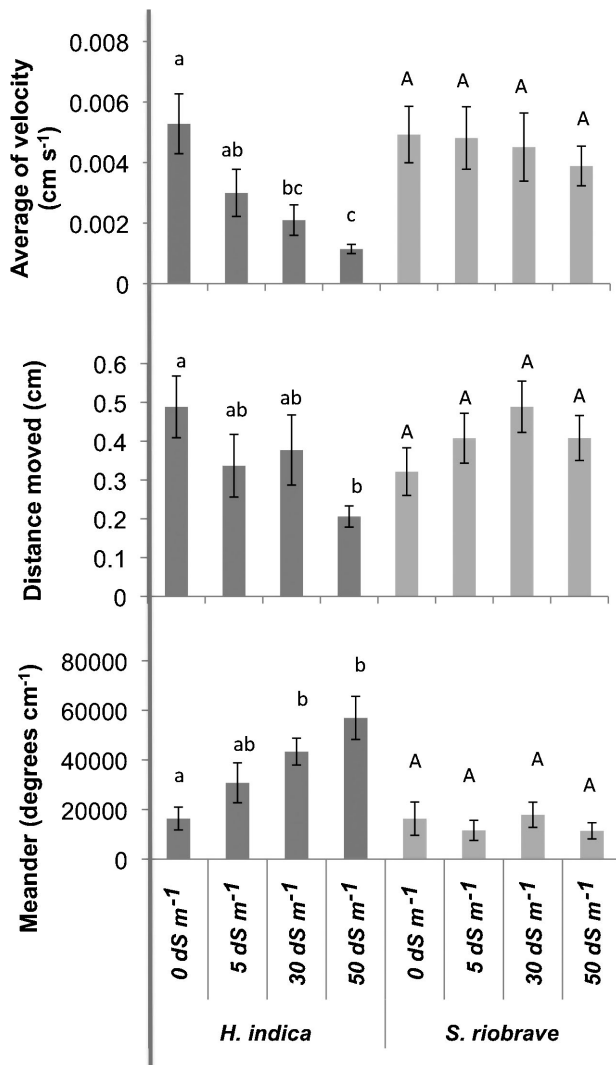 Average of velocity
(cm s⁻¹)
0.008
0.006
0.004
0.002
0
a
ab
bc
c
A
A
A
A
Distance moved (cm)
0.6
0.5
0.4
0.3
0.2
0.1
0
a
ab
ab
b
A
A
A
A
Meander (degrees cm⁻¹)
80000
60000
40000
20000
0
a
ab
b
b
A
A
A
A
0 dS m⁻¹
5 dS m⁻¹
30 dS m⁻¹
50 dS m⁻¹
0 dS m⁻¹
5 dS m⁻¹
30 dS m⁻¹
50 dS m⁻¹
H. indica
S. riobrave